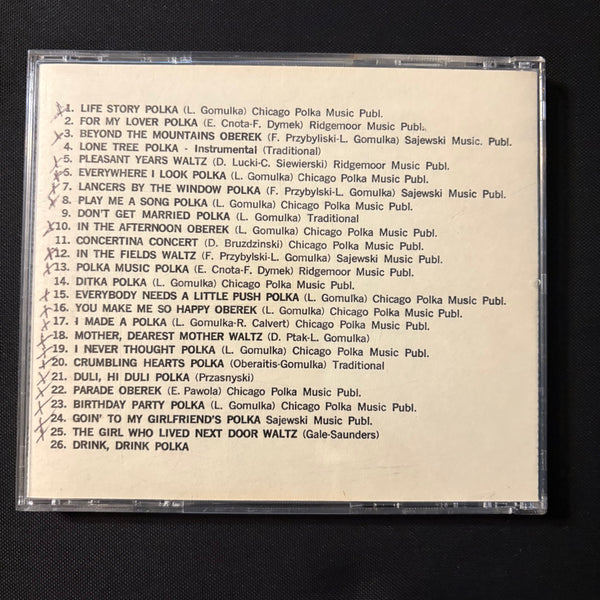 1. LIFE STORY POLKA (L. Gomulka) Chicago Polka Music Publ.
2. FOR MY LOVER POLKA (E. Cnota-F. Dymek) Ridgemoor Music Publ.
3. BEYOND THE MOUNTAINS OBEREK (F. Przybyliski-L. Gomulka) Sajewski Music. Publ.
4. LONE TREE POLKA - Instrumental (Traditional)
5. PLEASANT YEARS WALTZ (D. Lucki-C. Siewierski) Ridgemoor Music Publ.
6. EVERYWHERE I LOOK POLKA (L. Gomulka) Chicago Polka Music Publ.
7. LANCERS BY THE WINDOW POLKA (F. Przybylski-L. Gomulka) Sajewski Music Publ.
8. PLAY ME A SONG POLKA (L. Gomulka) Chicago Polka Music Publ.
9. DON'T GET MARRIED POLKA (L. Gomulka) Traditional
10. IN THE AFTERNOON OBEREK (L. Gomulka) Chicago Polka Music Publ.
11. CONCERTINA CONCERT (D. Bruzdzinski) Chicago Polka Music Publ.
12. IN THE FIELDS WALTZ (F. Przybylski-L. Gomulka) Sajewski Music Publ.
13. POLKA MUSIC POLKA (E. Cnota-F. Dymek) Ridgemoor Music Publ.
14. DITKA POLKA (L. Gomulka) Chicago Polka Music Publ.
15. EVERYBODY NEEDS A LITTLE PUSH POLKA (L. Gomulka) Chicago Polka Music Publ.
16. YOU MAKE ME SO HAPPY OBEREK (L. Gomulka) Chicago Polka Music Publ.
17. I MADE A POLKA (L. Gomulka-R. Calvert) Chicago Polka Music Publ.
18. MOTHER, DEAREST MOTHER WALTZ (D. Ptak-L. Gomulka)
19. I NEVER THOUGHT POLKA (L. Gomulka) Chicago Polka Music Publ.
20. CRUMBLING HEARTS POLKA (Oberaitis-Gomulka) Traditional
21. DULI, HI DULI POLKA (Przasnyski)
22. PARADE OBEREK (E. Pawola) Chicago Polka Music Publ.
23. BIRTHDAY PARTY POLKA (L. Gomulka) Chicago Polka Music Publ.
24. GOIN' TO MY GIRLFRIEND'S POLKA Sajewski Music Publ.
25. THE GIRL WHO LIVED NEXT DOOR WALTZ (Gale-Saunders)
26. DRINK, DRINK POLKA